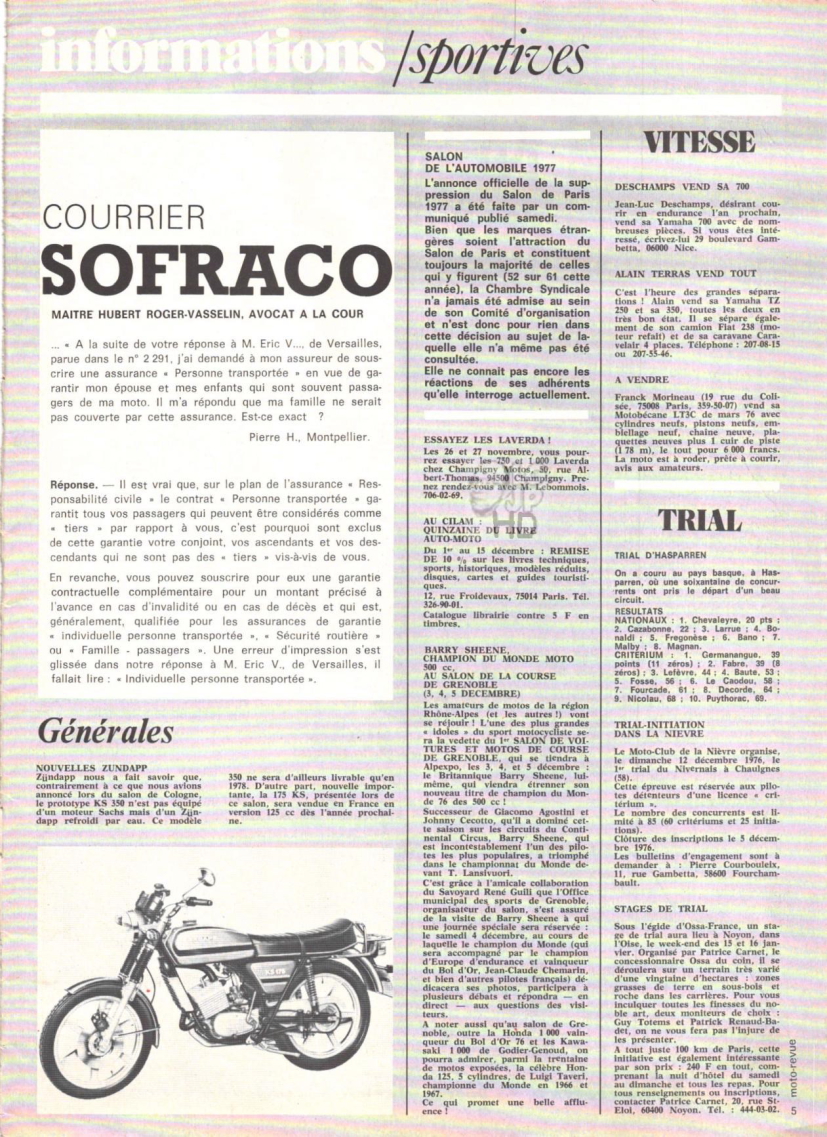 informations /sportives
COURRIER
SOFRACO
MAITRE HUBERT ROGER-VASSELIN, AVOCAT A LA COUR
... « A la suite de votre réponse à M. Eric V..., de Versailles,
parue dans le n° 2 291, j'ai demandé à mon assureur de sous-
crire une assurance « Personne transportée » en vue de ga-
rantir mon épouse et mes enfants qui sont souvent passa-
gers de ma moto. Il m'a répondu que ma famille ne serait
pas couverte par cette assurance. Est-ce exact ?
Pierre H., Montpellier.
Réponse. — Il est vrai que, sur le plan de l'assurance « Res-
ponsabilité civile » le contrat « Personne transportée » ga-
rantit tous vos passagers qui peuvent être considérés comme
« tiers » par rapport à vous, c'est pourquoi sont exclus
de cette garantie votre conjoint, vos ascendants et vos des-
cendants qui ne sont pas des « tiers » vis-à-vis de vous.
En revanche, vous pouvez souscrire pour eux une garantie
contractuelle complémentaire pour un montant précisé à
l'avance en cas d'invalidité ou en cas de décès et qui est,
généralement, qualifiée pour les assurances de garantie
« individuelle personne transportée », « Sécurité routière »
ou « Famille - passagers ». Une erreur d'impression s'est
glissée dans notre réponse à M. Eric V., de Versailles, il
fallait lire : « Individuelle personne transportée ».
Générales
NOUVELLES ZUNDAPP
Zündapp nous a fait savoir que,
contrairement à ce que nous avions
annoncé lors du salon de Cologne,
le prototype KS 350 n'est pas équipé
d'un moteur Sachs mais d'un Zün-
dapp refroidi par eau. Ce modèle
350 ne sera d'ailleurs livrable qu'en
1978. D'autre part, nouvelle impor-
tante, la 175 KS, présentée lors de
ce salon, sera vendue en France en
version 125 cc dès l'année prochai-
ne.
KS 175
SALON
DE L'AUTOMOBILE 1977
L'annonce officielle de la sup-
pression du Salon de Paris
1977 a été faite par un com-
muniqué publié samedi.
Bien que les marques étran-
gères soient l'attraction du
Salon de Paris et constituent
toujours la majorité de celles
qui y figurent (52 sur 61 cette
année), la Chambre Syndicale
n'a jamais été admise au sein
de son Comité d'organisation
et n'est donc pour rien dans
cette décision au sujet de la-
quelle elle n'a même pas été
consultée.
Elle ne connait pas encore les
réactions de ses adhérents
qu'elle interroge actuellement.
ESSAYEZ LES LAVERDA !
Les 26 et 27 novembre, vous pour-
rez essayer les 750 et 1 000 Laverda
chez Champigny Motos, 50, rue Al-
bert-Thomas, 94500 Champigny. Pre-
nez rendez-vous avec M. Lebommois.
706-02-69.
HD
AU CILAM :
QUINZAINE DU LIVRE
AUTO-MOTO
Du 1er au 15 décembre : REMISE
DE 10 % sur les livres techniques,
sports, historiques, modèles réduits,
disques, cartes et guides touristi-
ques.
12, rue Froidevaux, 75014 Paris. Tél.
326-90-01.
Catalogue librairie contre 5 F en
timbres.
BARRY SHEENE,
CHAMPION DU MONDE MOTO
500 cc,
AU SALON DE LA COURSE
DE GRENOBLE
(3, 4, 5 DECEMBRE)
Les amateurs de motos de la région
Rhône-Alpes (et les autres !) vont
se réjouir ! L'une des plus grandes
« idoles » du sport motocycliste se-
ra la vedette du 1er SALON DE VOI-
TURES ET MOTOS DE COURSE
DE GRENOBLE, qui se tiendra à
Alpexpo, les 3, 4, et 5 décembre :
le Britannique Barry Sheene, lui-
même, qui viendra étrenner son
nouveau titre de champion du Mon-
de 76 des 500 cc !
Successeur de Giacomo Agostini et
Johnny Cecotto, qu'il a dominé cet-
te saison sur les circuits du Conti-
nental Circus, Barry Sheene, qui
est incontestablement l'un des pilo-
tes les plus populaires, a triomphé
dans le championnat du Monde de-
vant T. Lansivuori.
C'est grâce à l'amicale collaboration
du Savoyard René Guili que l'Office
municipal des sports de Grenoble,
organisateur du salon, s'est assuré
de la visite de Barry Sheene à qui
une journée spéciale sera réservée :
le samedi 4 décembre, au cours de
laquelle le champion du Monde (qui
sera accompagné par le champion
d'Europe d'endurance et vainqueur
du Bol d'Or, Jean-Claude Chemarin,
et bien d'autres pilotes français) dé-
dicacera ses photos, participera à
plusieurs débats et répondra — en
direct — aux questions des visi-
teurs.
A noter aussi qu'au salon de Gre-
noble, outre la Honda 1 000 vain-
queur du Bol d'Or 76 et les Kawa-
saki 1 000 de Godier-Genoud, on
pourra admirer, parmi la trentaine
de motos exposées, la célèbre Hon-
da 125, 5 cylindres, de Luigi Taveri,
championne du Monde en 1966 et
1967.
Ce qui promet une belle afflu-
ence !
VITESSE
DESCHAMPS VEND SA 700
Jean-Luc Deschamps, désirant cou-
rir en endurance l'an prochain,
vend sa Yamaha 700 avec de nom-
breuses pièces. Si vous êtes inté-
ressé, écrivez-lui 29 boulevard Gam-
betta, 06000 Nice.
ALAIN TERRAS VEND TOUT
C'est l'heure des grandes sépara-
tions ! Alain vend sa Yamaha TZ
250 et sa 350, toutes les deux en
très bon état. Il se sépare égale-
ment de son camion Fiat 238 (mo-
teur refait) et de sa caravane Cara-
velair 4 places. Téléphone : 207-08-15
ou 207-55-46.
A VENDRE
Franck Morineau (19 rue du Coli-
sée, 75008 Paris, 359-50-07) vend sa
Motobécane LT3C de mars 76 avec
cylindres neufs, pistons neufs, em-
biellage neuf, chaine neuve, pla-
quettes neuves plus 1 cuir de piste
(1 78 m), le tout pour 6 000 francs.
La moto est à roder, prête à courir,
avis aux amateurs.
TRIAL
TRIAL D'HASPARREN
On a couru au pays basque, à Has-
parren, où une soixantaine de concur-
rents ont pris le départ d'un beau
circuit.
RESULTATS
NATIONAUX : 1. Chevaleyre, 20 pts ;
2. Cazabonne, 22 ; 3. Larrue ; 4. Bo-
naldi ; 5. Fregonèse ; 6. Bano ; 7.
Malby ; 8. Magnan.
CRITERIUM : 1. Germanangue, 39
points (11 zéros) ; 2. Fabre, 39 (8
zéros) ; 3. Lefèvre, 44 ; 4. Baute, 53 ;
5. Fosse, 56 ; 6. Le Caodou, 58 ;
7. Fourcade, 61 ; 8. Decorde, 64 ;
9. Nicolau, 68 ; 10. Puythorac, 69.
TRIAL-INITIATION
DANS LA NIEVRE
Le Moto-Club de la Nièvre organise,
le dimanche 12 décembre 1976, le
1er trial du Nivernais à Chaulgnes
(58).
Cette épreuve est réservée aux pilo-
tes détenteurs d'une licence « cri-
térium ».
Le nombre des concurrents est li-
mité à 85 (60 critériums et 25 initia-
tions).
Clôture des inscriptions le 5 décem-
bre 1976.
Les bulletins d'engagement sont à
demander à : Pierre Courbouleix,
11, rue Gambetta, 58600 Fourcham-
bault.
STAGES DE TRIAL
Sous l'égide d'Ossa-France, un sta-
ge de trial aura lieu à Noyon, dans
l'Oise, le week-end des 15 et 16 jan-
vier. Organisé par Patrice Carnet, le
concessionnaire Ossa du coin, il se
déroulera sur un terrain très varié
d'une vingtaine d'hectares : zones
grasses de terre en sous-bois et
roche dans les carrières. Pour vous
inculquer toutes les finesses du no-
ble art, deux moniteurs de choix :
Guy Totems et Patrick Renaud-Ba-
det, on ne vous fera pas l'injure de
les présenter.
A tout juste 100 km de Paris, cette
initiative est également intéressante
par son prix : 240 F en tout, com-
prenant la nuit d'hôtel du samedi
au dimanche et tous les repas. Pour
tous renseignements ou inscriptions,
contacter Patrice Carnet, 20, rue St-
Eloi, 60400 Noyon. Tél. : 444-03-02.
moto-revue
5